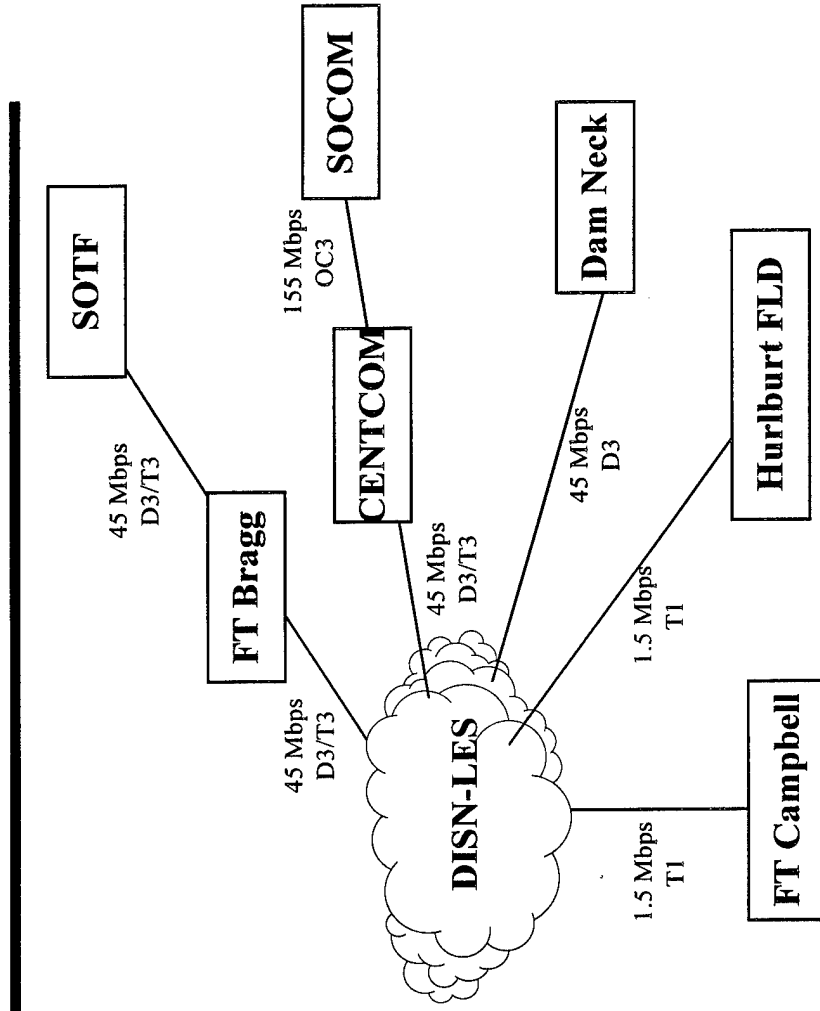 SOTF
45 Mbps
D3/T3
FT Bragg
45 Mbps
D3/T3
SOCOM
155 Mbps
OC3
CENTCOM
45 Mbps
D3/T3
DISN-LES
Dam Neck
45 Mbps
D3
Hurlburt FLD
1.5 Mbps
T1
FT Campbell
1.5 Mbps
T1